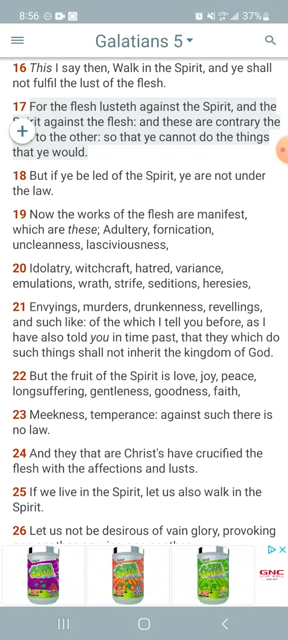 8:56
37%
Galatians 5
16 This I say then, Walk in the Spirit, and ye shall
not fulfil the lust of the flesh.
17 For the flesh lusteth against the Spirit, and the
rit against the flesh: and these are contrary the
to the other: so that ye cannot do the things
that ye would.
18 But if ye be led of the Spirit, ye are not under
the law.
19 Now the works of the flesh are manifest,
which are these; Adultery, fornication,
uncleanness, lasciviousness,
20 Idolatry, witchcraft, hatred, variance,
emulations, wrath, strife, seditions, heresies,
21 Envyings, murders, drunkenness, revellings,
and such like: of the which I tell you before, as I
have also told you in time past, that they which do
such things shall not inherit the kingdom of God.
22 But the fruit of the Spirit is love, joy, peace,
longsuffering, gentleness, goodness, faith,
23 Meekness, temperance: against such there is
no law.
24 And they that are Christ's have crucified the
flesh with the affections and lusts.
25 If we live in the Spirit, let us also walk in the
Spirit.
26 Let us not be desirous of vain glory, provoking
GNC